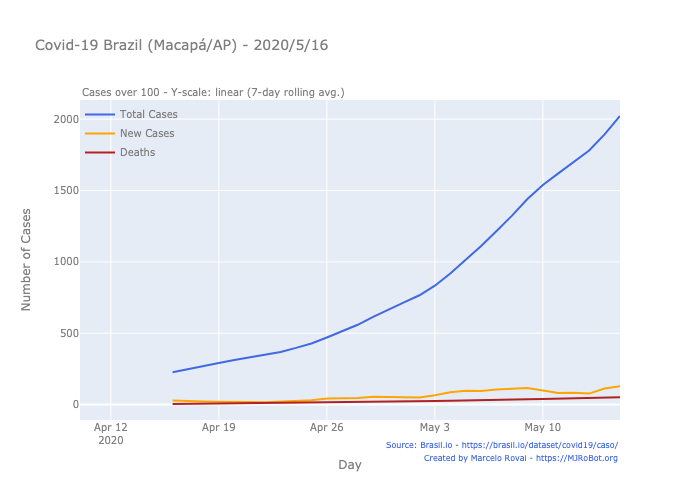 Covid-19 Brazil (Macapá/AP) - 2020/5/16
Cases over 100 - Y-scale: linear (7-day rolling avg.)
Total Cases
New Cases
Deaths
2000
1500
1000
500
0
Number of Cases
Apr 12
2020
Apr 19
Apr 26
May 3
May 10
Day
Source: Brasil.io - https://brasil.io/dataset/covid19/caso/
Created by Marcelo Rovai - https://MJRoBot.org